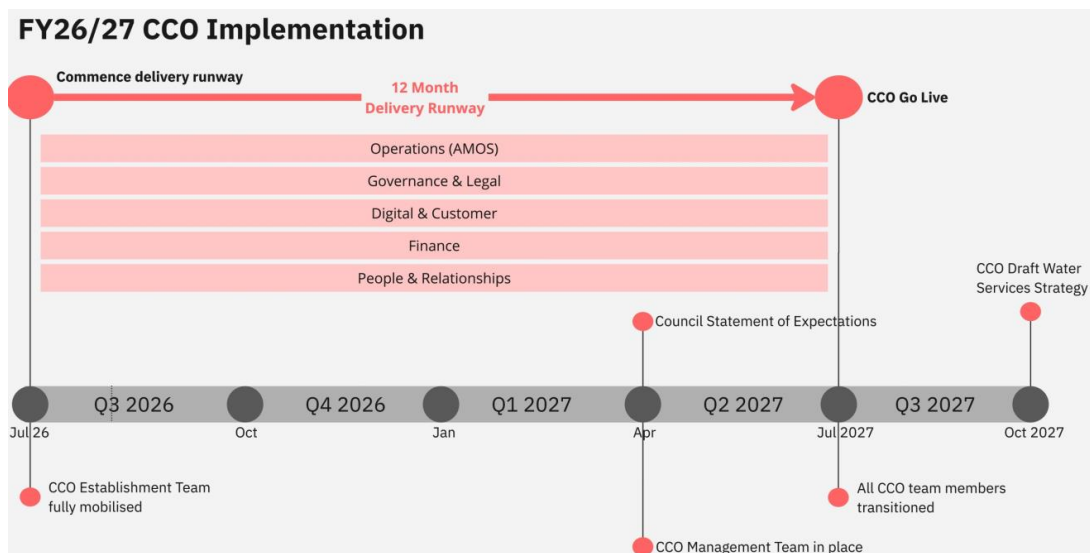 FY26/27 CCO Implementation
Commence delivery runway
12 Month
Delivery Runway
CCO Go Live
Operations (AMOS)
Governance & Legal
Digital & Customer
Finance
People & Relationships
CCO Draft Water
Services Strategy
Council Statement of Expectations
Q3 2026
Q4 2026
Q1 2027
Q2 2027
Q3 2027
Jul 26
Oct
Jan
Apr
Jul 2027
Oct 2027
CCO Establishment Team
fully mobilised
All CCO team members
transitioned
CCO Management Team in place